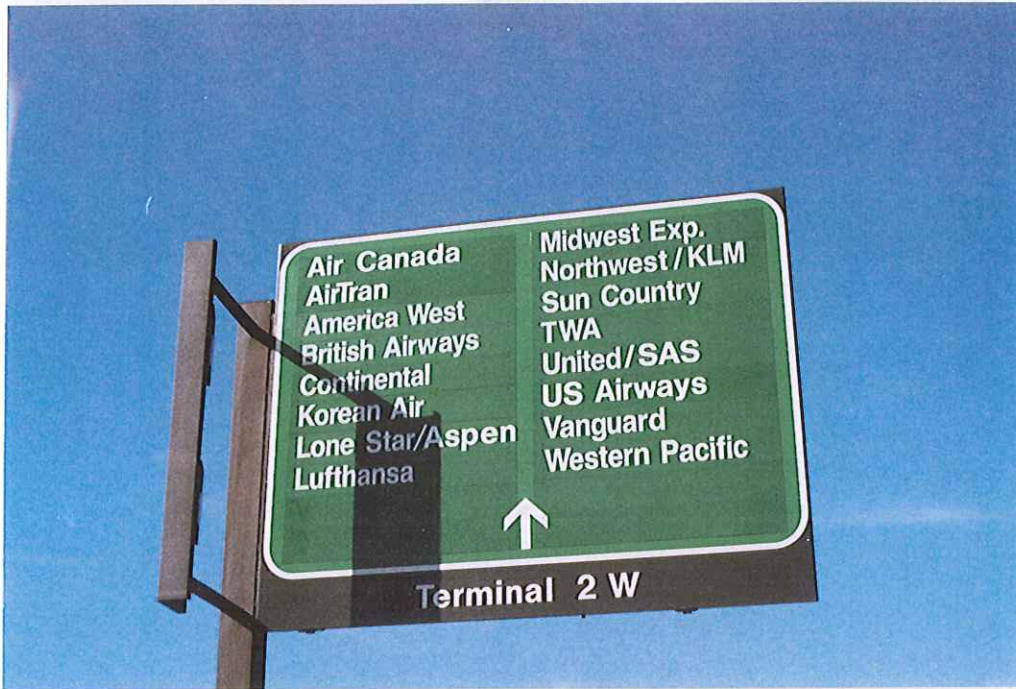 Air Canada
AirTran
America West
British Airways
Continental
Korean Air
Lone Star/Aspen
Lufthansa
Midwest Exp.
Northwest/KLM
Sun Country
TWA
United/SAS
US Airways
Vanguard
Western Pacific
Terminal 2 W